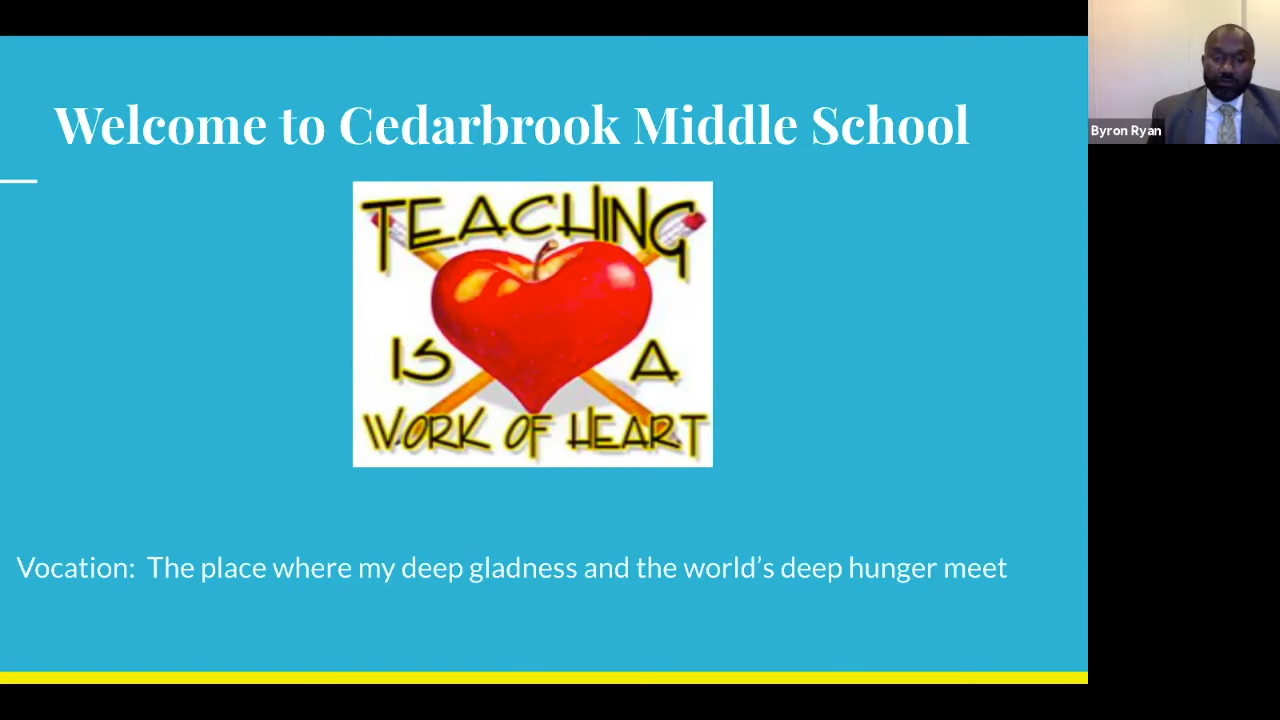 Welcome to Cedarbrook Middle School
TEACHING
IS A
WORK OF HEART
Vocation:  The place where my deep gladness and the world’s deep hunger meet
Byron Ryan